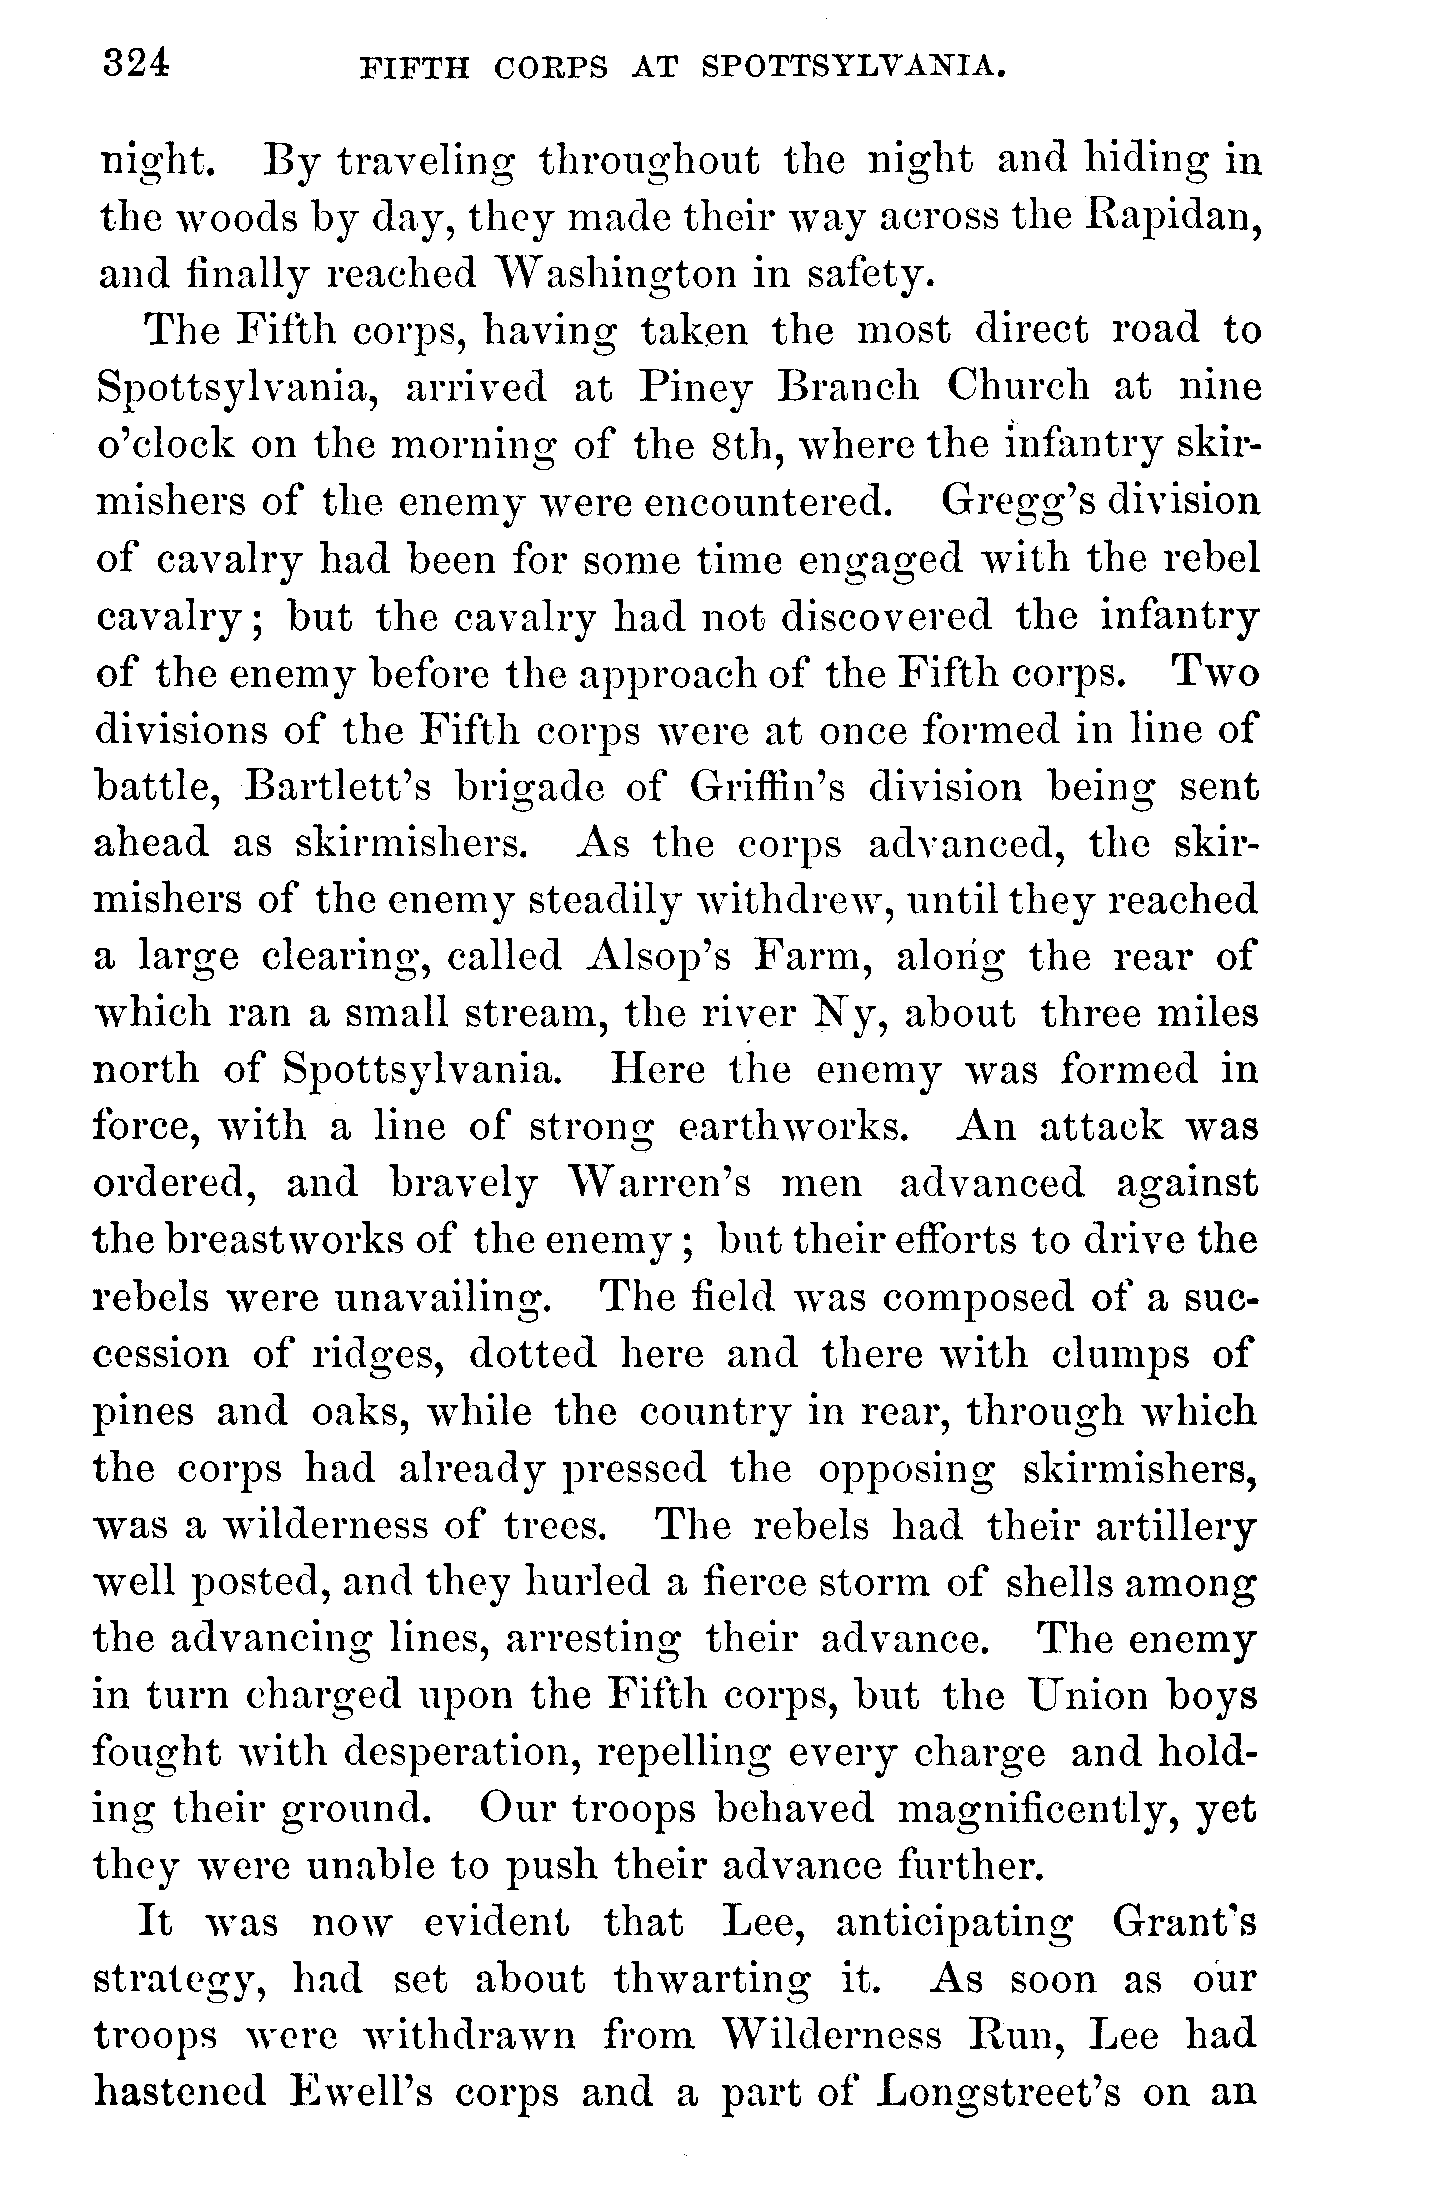 324 FIFTH CORPS AT SPOTTSYLVANIA.
night. By traveling throughout the night and hiding in
the woods by day, they made their way across the Rapidan,
and finally reached Washington in safety.
The Fifth corps, having taken the most direct road to
Spottsylvania, arrived at Piney Branch Church at nine
o'clock on the morning of the 8th, where the infantry skir-
mishers of the enemy were encountered. Gregg's division
of cavalry had been for some time engaged with the rebel
cavalry; but the cavalry had not discovered the infantry
of the enemy before the approach of the Fifth corps. Two
divisions of the Fifth corps were at once formed in line of
battle, Bartlett's brigade of Griffin's division being sent
ahead as skirmishers. As the corps advanced, the skir-
mishers of the enemy steadily withdrew, until they reached
a large clearing, called Alsop's Farm, along the rear of
which ran a small stream, the river Ny, about three miles
north of Spottsylvania. Here the enemy was formed in
force, with a line of strong earthworks. An attack was
ordered, and bravely Warren's men advanced against
the breastworks of the enemy; but their efforts to drive the
rebels were unavailing. The field was composed of a suc-
cession of ridges, dotted here and there with clumps of
pines and oaks, while the country in rear, through which
the corps had already pressed the opposing skirmishers,
was a wilderness of trees. The rebels had their artillery
well posted, and they hurled a fierce storm of shells among
the advancing lines, arresting their advance. The enemy
in turn charged upon the Fifth corps, but the Union boys
fought with desperation, repelling every charge and hold-
ing their ground. Our troops behaved magnificently, yet
they were unable to push their advance further.
It was now evident that Lee, anticipating Grant's
strategy, had set about thwarting it. As soon as our
troops were withdrawn from Wilderness Run, Lee had
hastened Ewell's corps and a part of Longstreet's on an